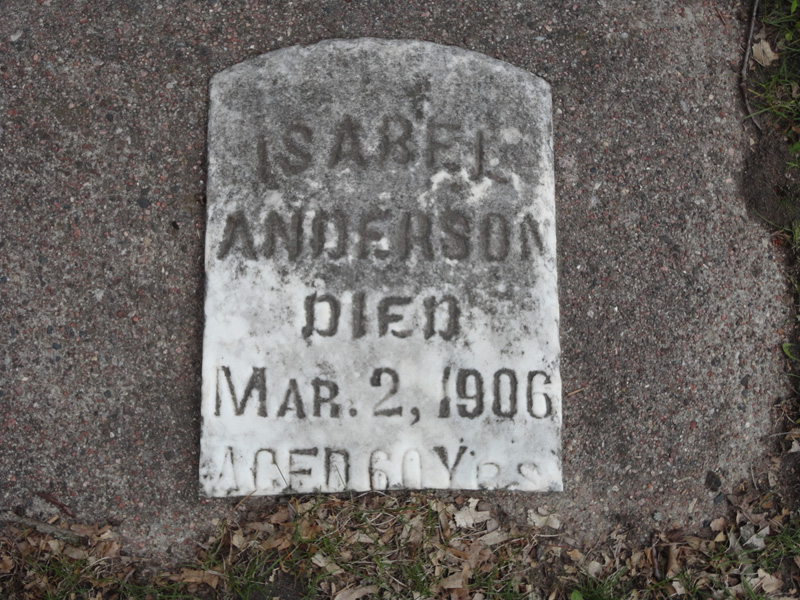 ISABEL
ANDERSON
DIED
MAR. 2, 1906
AGED 60 YRS.